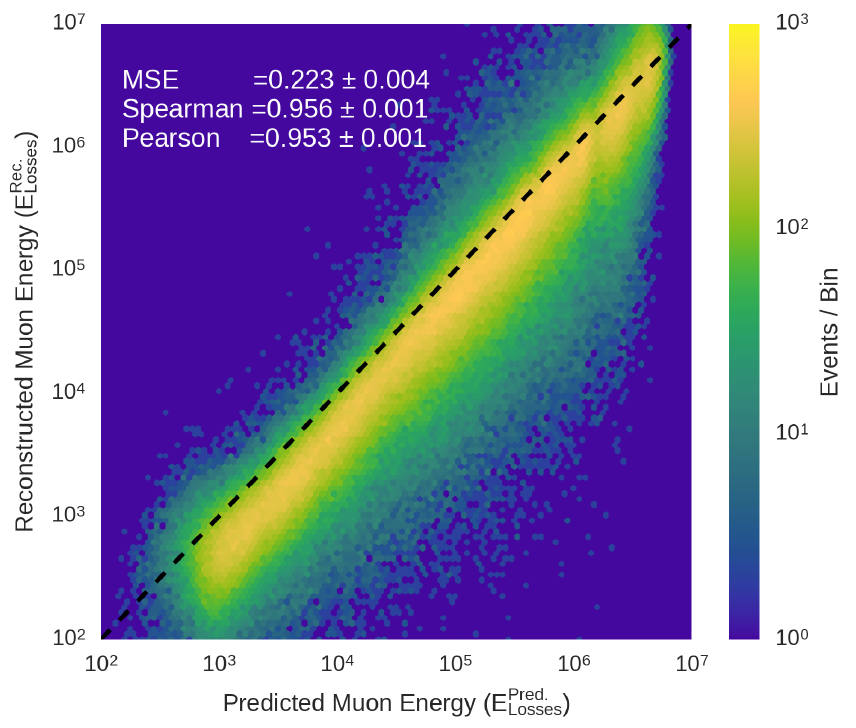 MSE =0.223 ± 0.004
Spearman =0.956 ± 0.001
Pearson =0.953 ± 0.001
Reconstructed Muon Energy (E^Rec._Losses)
10⁷
10⁶
10⁵
10⁴
10³
10²
10² 10³ 10⁴ 10⁵ 10⁶ 10⁷
Predicted Muon Energy (E^Pred._Losses)
10³
10²
10¹
10⁰
Events / Bin